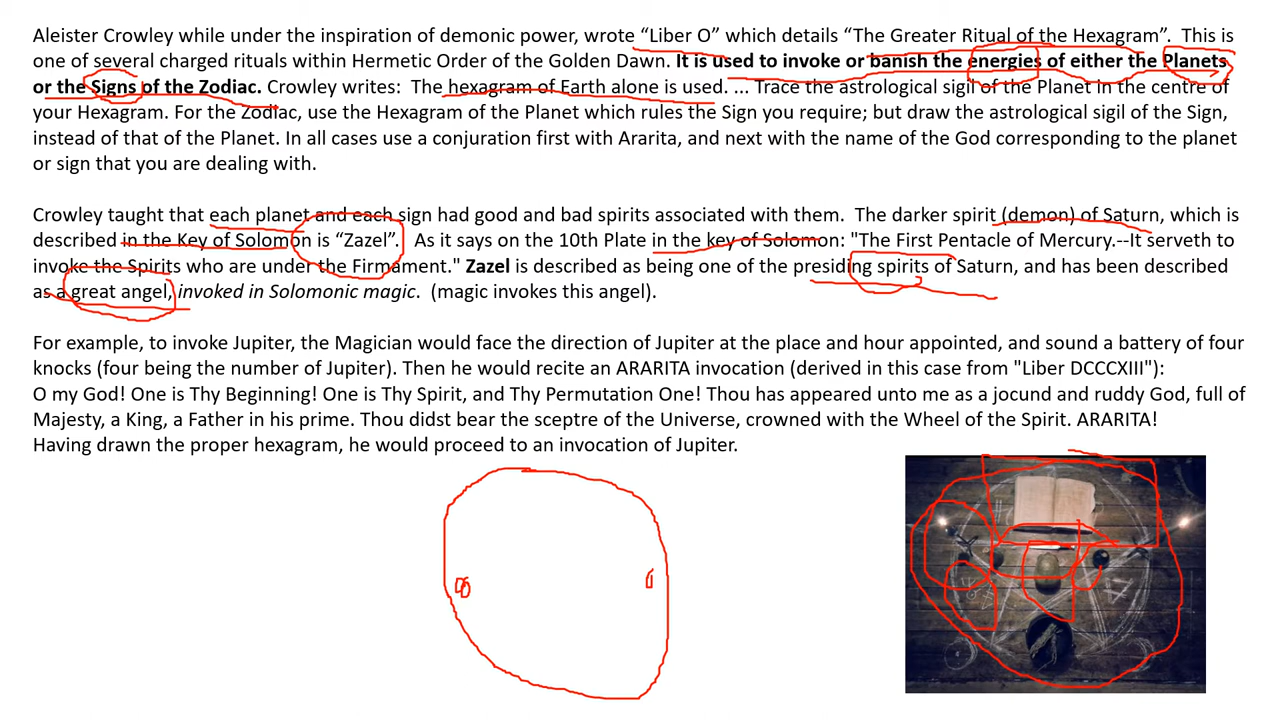 Aleister Crowley while under the inspiration of demonic power, wrote “Liber O” which details “The Greater Ritual of the Hexagram”.  This is
one of several charged rituals within Hermetic Order of the Golden Dawn. It is used to invoke or banish the energies of either the Planets
or the Signs of the Zodiac. Crowley writes:  The hexagram of Earth alone is used. ... Trace the astrological sigil of the Planet in the centre of
your Hexagram. For the Zodiac, use the Hexagram of the Planet which rules the Sign you require; but draw the astrological sigil of the Sign,
instead of that of the Planet. In all cases use a conjuration first with Ararita, and next with the name of the God corresponding to the planet
or sign that you are dealing with.
Crowley taught that each planet and each sign had good and bad spirits associated with them.  The darker spirit (demon) of Saturn, which is
described in the Key of Solomon is “Zazel”.  As it says on the 10th Plate in the key of Solomon: "The First Pentacle of Mercury.--It serveth to
invoke the Spirits who are under the Firmament." Zazel is described as being one of the presiding spirits of Saturn, and has been described
as a great angel, invoked in Solomonic magic.  (magic invokes this angel).
For example, to invoke Jupiter, the Magician would face the direction of Jupiter at the place and hour appointed, and sound a battery of four
knocks (four being the number of Jupiter). Then he would recite an ARARITA invocation (derived in this case from "Liber DCCCXIII"):
O my God! One is Thy Beginning! One is Thy Spirit, and Thy Permutation One! Thou has appeared unto me as a jocund and ruddy God, full of
Majesty, a King, a Father in his prime. Thou didst bear the sceptre of the Universe, crowned with the Wheel of the Spirit. ARARITA!
Having drawn the proper hexagram, he would proceed to an invocation of Jupiter.